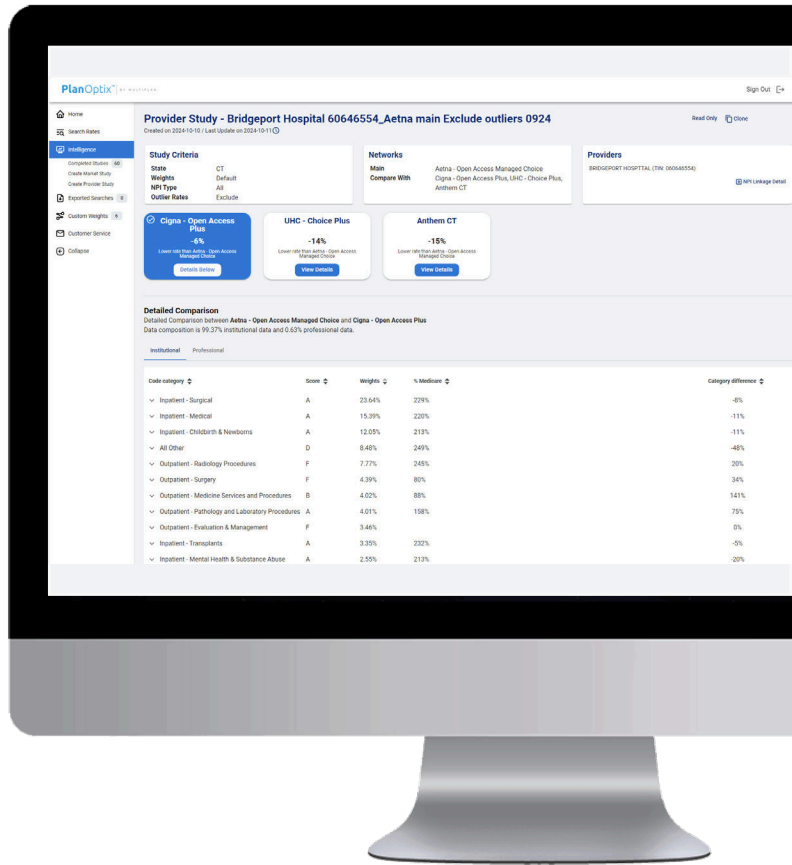 PlanOptix™ | BY MULTIPLAN
Sign Out
Home
Search Rates
Intelligence
Completed Studies 60
Create Market Study
Create Provider Study
Exported Searches 0
Custom Weights 6
Customer Service
Collapse
Provider Study - Bridgeport Hospital 60646554_Aetna main Exclude outliers 0924
Created on 2024-10-10 / Last Update on 2024-10-11
Read Only Clone
Study Criteria
State CT
Weights Default
NPI Type All
Outlier Rates Exclude
Networks
Main Aetna - Open Access Managed Choice
Compare With Cigna - Open Access Plus, UHC - Choice Plus,
Anthem CT
Providers
BRIDGEPORT HOSPTTAL (TIN: 060646554)
NPI Linkage Detail
Cigna - Open Access
Plus
-6%
Lower rate than Aetna - Open Access
Managed Choice
Details Below
UHC - Choice Plus
-14%
Lower rate than Aetna - Open Access
Managed Choice
View Details
Anthem CT
-15%
Lower rate than Aetna - Open Access
Managed Choice
View Details
Detailed Comparison
Detailed Comparison between Aetna - Open Access Managed Choice and Cigna - Open Access Plus
Data composition is 99.37% institutional data and 0.63% professional data.
Institutional Professional
Code category Score Weights % Medicare Category difference
Inpatient - Surgical A 23.64% 229% -8%
Inpatient - Medical A 15.39% 220% -11%
Inpatient - Childbirth & Newborns A 12.05% 213% -11%
All Other D 8.48% 249% -48%
Outpatient - Radiology Procedures F 7.77% 245% 20%
Outpatient - Surgery F 4.39% 80% 34%
Outpatient - Medicine Services and Procedures B 4.02% 88% 141%
Outpatient - Pathology and Laboratory Procedures A 4.01% 158% 75%
Outpatient - Evaluation & Management F 3.46% 0%
Inpatient - Transplants A 3.35% 232% -5%
Inpatient - Mental Health & Substance Abuse A 2.55% 213% -20%